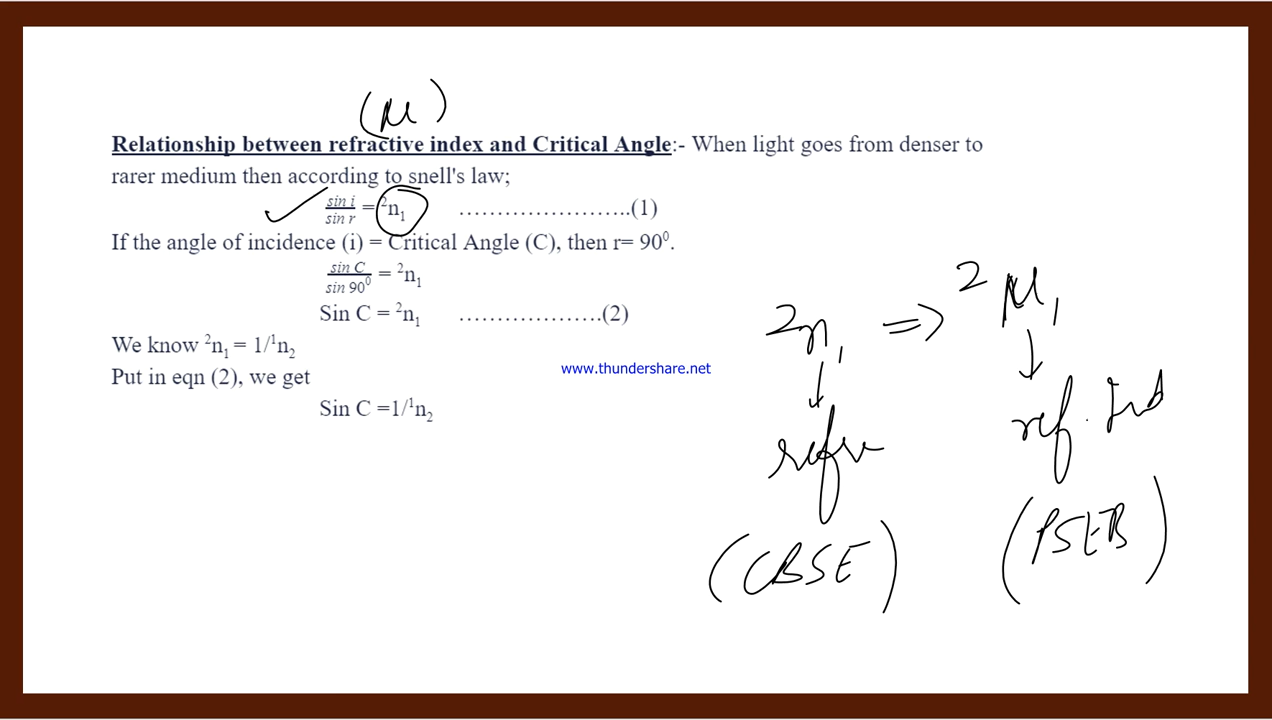 (μ)
Relationship between refractive index and Critical Angle:- When light goes from denser to
rarer medium then according to snell's law;
sin i / sin r = ²n₁ …………………..(1)
If the angle of incidence (i) = Critical Angle (C), then r= 90⁰.
sin C / sin 90⁰ = ²n₁
Sin C = ²n₁ ……………….(2)
We know ²n₁ = 1/¹n₂
Put in eqn (2), we get
Sin C =1/¹n₂
²n₁ => ²μ₁
www.thundershare.net
↓ ↓
ref. Ind
(CBSE) (PSEB)